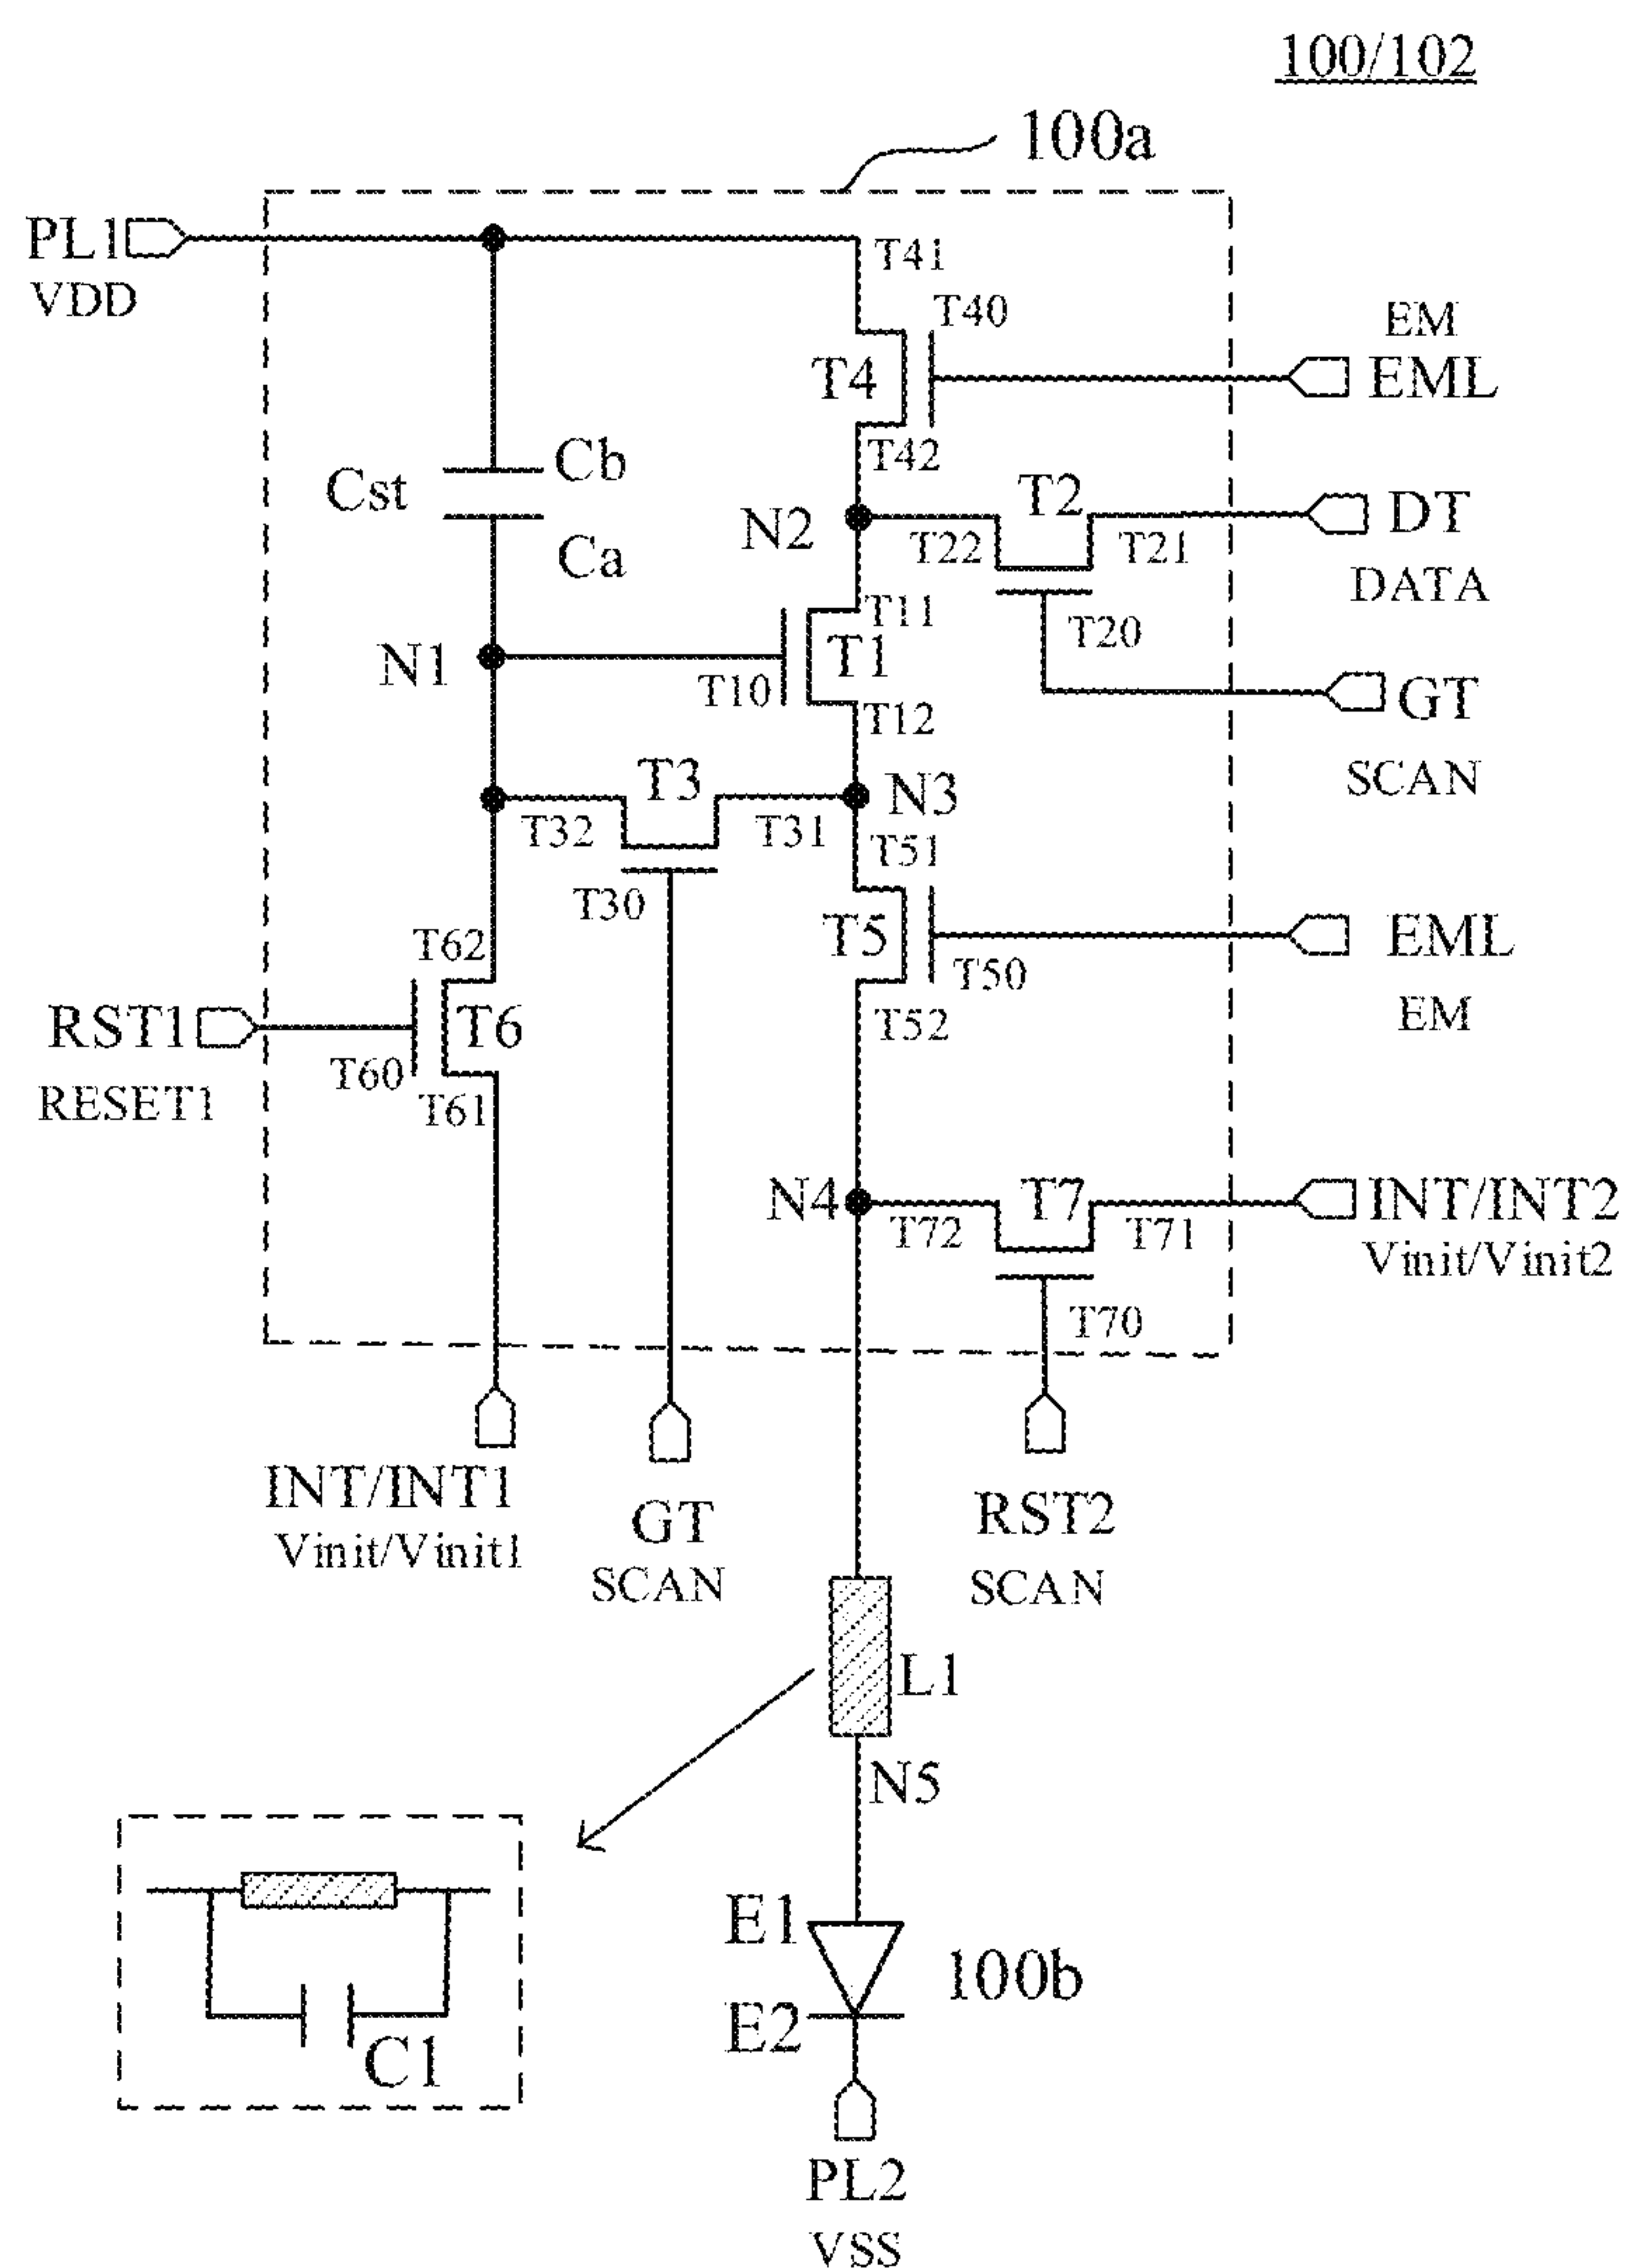 100/102
100a
PL1
VDD
T41
T40
EM
EML
T4
T42
Cb
Cst
Ca
N2
T2
DT
T22
T21
DATA
T11
T20
N1
T1
T10
GT
T12
SCAN
T3
N3
T32
T31
T51
T30
T5
EML
T62
T50
RST1
T6
T52
EM
T60
RESET1
T61
N4
T7
INT/INT2
T72
T71
Vinit/Vinit2
T70
INT/INT1
Vinit/Vinit1
GT
SCAN
RST2
SCAN
L1
N5
E1
100b
E2
C1
PL2
VSS